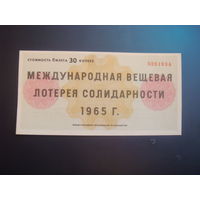 СТОИМОСТЬ БИЛЕТА 30 КОПЕЕК
МЕЖДУНАРОДНАЯ ВЕЩЕВАЯ
ЛОТЕРЕЯ СОЛИДАРНОСТИ
1965 Г.